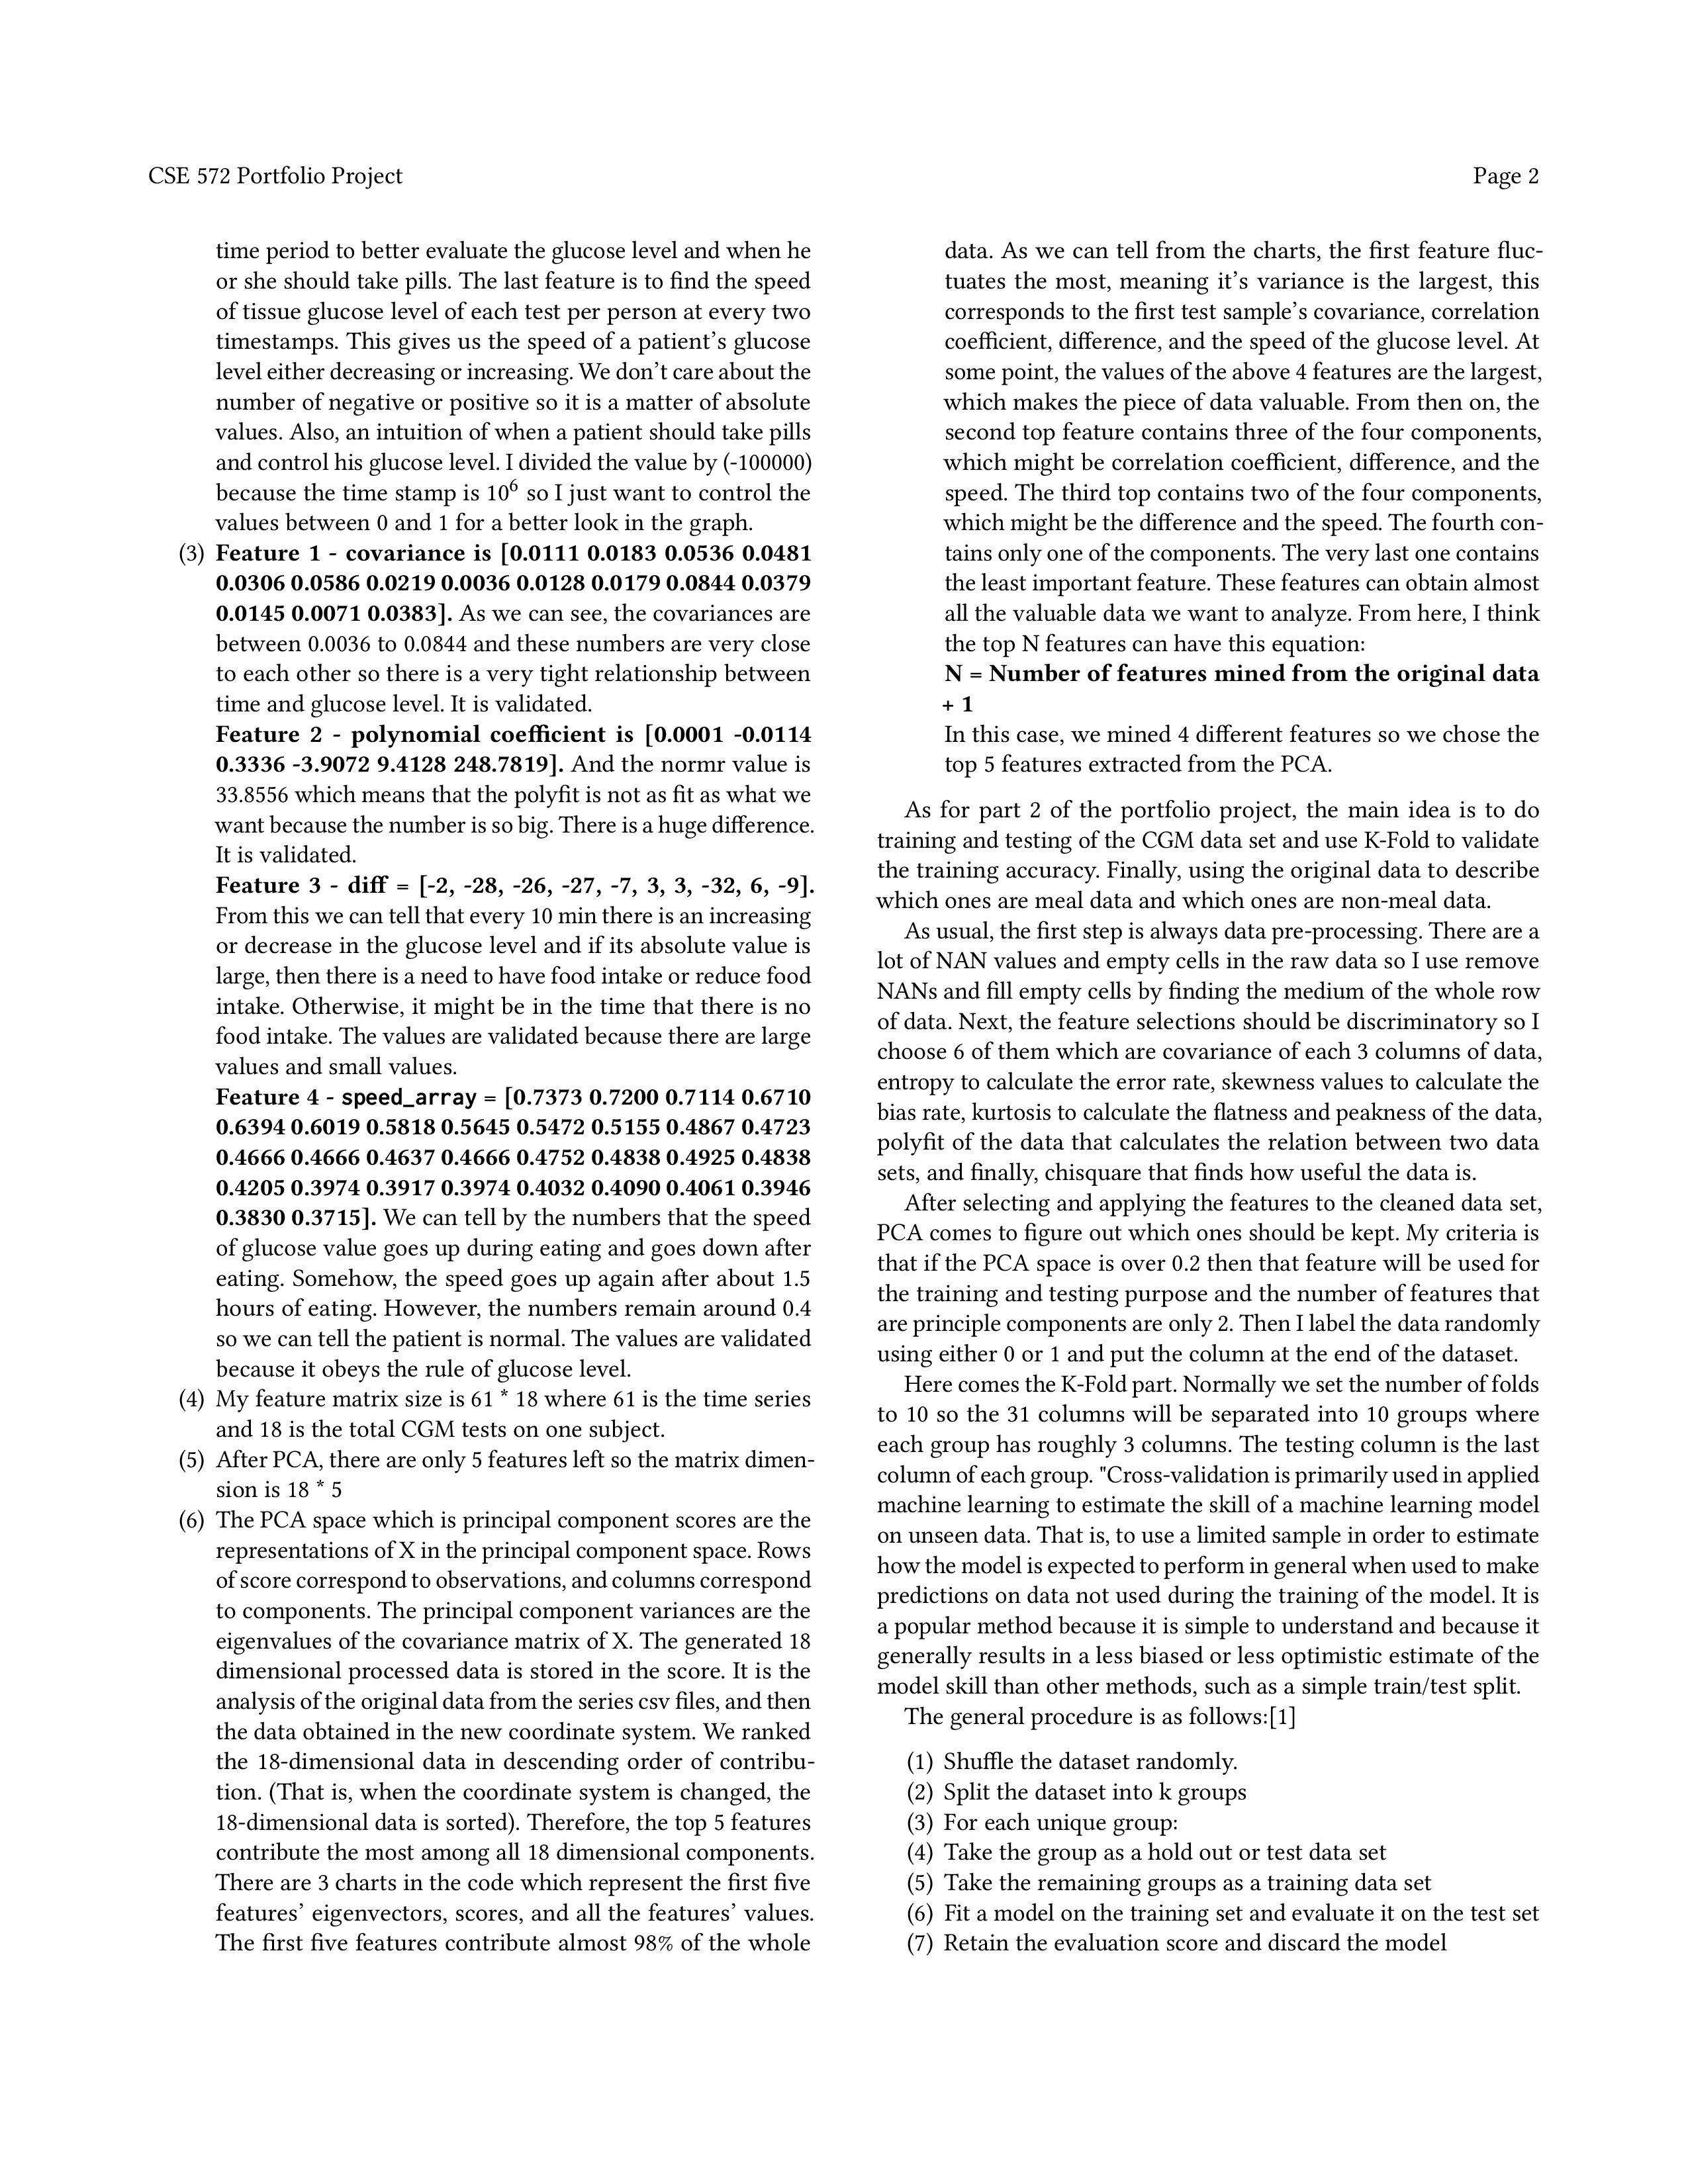 CSE 572 Portfolio Project
Page 2
time period to better evaluate the glucose level and when he
or she should take pills. The last feature is to find the speed
of tissue glucose level of each test per person at every two
timestamps. This gives us the speed of a patient's glucose
level either decreasing or increasing. We don't care about the
number of negative or positive so it is a matter of absolute
values. Also, an intuition of when a patient should take pills
and control his glucose level. I divided the value by (-100000)
because the time stamp is 10⁶ so I just want to control the
values between 0 and 1 for a better look in the graph.
(3) Feature 1 - covariance is [0.0111 0.0183 0.0536 0.0481
0.0306 0.0586 0.0219 0.0036 0.0128 0.0179 0.0844 0.0379
0.0145 0.0071 0.0383]. As we can see, the covariances are
between 0.0036 to 0.0844 and these numbers are very close
to each other so there is a very tight relationship between
time and glucose level. It is validated.
Feature 2 - polynomial coefficient is [0.0001 -0.0114
0.3336 -3.9072 9.4128 248.7819]. And the normr value is
33.8556 which means that the polyfit is not as fit as what we
want because the number is so big. There is a huge difference.
It is validated.
Feature 3 - diff = [-2, -28, -26, -27, -7, 3, 3, -32, 6, -9].
From this we can tell that every 10 min there is an increasing
or decrease in the glucose level and if its absolute value is
large, then there is a need to have food intake or reduce food
intake. Otherwise, it might be in the time that there is no
food intake. The values are validated because there are large
values and small values.
Feature 4 - speed_array = [0.7373 0.7200 0.7114 0.6710
0.6394 0.6019 0.5818 0.5645 0.5472 0.5155 0.4867 0.4723
0.4666 0.4666 0.4637 0.4666 0.4752 0.4838 0.4925 0.4838
0.4205 0.3974 0.3917 0.3974 0.4032 0.4090 0.4061 0.3946
0.3830 0.3715]. We can tell by the numbers that the speed
of glucose value goes up during eating and goes down after
eating. Somehow, the speed goes up again after about 1.5
hours of eating. However, the numbers remain around 0.4
so we can tell the patient is normal. The values are validated
because it obeys the rule of glucose level.
(4) My feature matrix size is 61 * 18 where 61 is the time series
and 18 is the total CGM tests on one subject.
(5) After PCA, there are only 5 features left so the matrix dimen-
sion is 18 * 5
(6) The PCA space which is principal component scores are the
representations of X in the principal component space. Rows
of score correspond to observations, and columns correspond
to components. The principal component variances are the
eigenvalues of the covariance matrix of X. The generated 18
dimensional processed data is stored in the score. It is the
analysis of the original data from the series csv files, and then
the data obtained in the new coordinate system. We ranked
the 18-dimensional data in descending order of contribu-
tion. (That is, when the coordinate system is changed, the
18-dimensional data is sorted). Therefore, the top 5 features
contribute the most among all 18 dimensional components.
There are 3 charts in the code which represent the first five
features' eigenvectors, scores, and all the features' values.
The first five features contribute almost 98% of the whole
data. As we can tell from the charts, the first feature fluc-
tuates the most, meaning it's variance is the largest, this
corresponds to the first test sample's covariance, correlation
coefficient, difference, and the speed of the glucose level. At
some point, the values of the above 4 features are the largest,
which makes the piece of data valuable. From then on, the
second top feature contains three of the four components,
which might be correlation coefficient, difference, and the
speed. The third top contains two of the four components,
which might be the difference and the speed. The fourth con-
tains only one of the components. The very last one contains
the least important feature. These features can obtain almost
all the valuable data we want to analyze. From here, I think
the top N features can have this equation:
N = Number of features mined from the original data
+ 1
In this case, we mined 4 different features so we chose the
top 5 features extracted from the PCA.
As for part 2 of the portfolio project, the main idea is to do
training and testing of the CGM data set and use K-Fold to validate
the training accuracy. Finally, using the original data to describe
which ones are meal data and which ones are non-meal data.
As usual, the first step is always data pre-processing. There are a
lot of NAN values and empty cells in the raw data so I use remove
NANs and fill empty cells by finding the medium of the whole row
of data. Next, the feature selections should be discriminatory so I
choose 6 of them which are covariance of each 3 columns of data,
entropy to calculate the error rate, skewness values to calculate the
bias rate, kurtosis to calculate the flatness and peakness of the data,
polyfit of the data that calculates the relation between two data
sets, and finally, chisquare that finds how useful the data is.
After selecting and applying the features to the cleaned data set,
PCA comes to figure out which ones should be kept. My criteria is
that if the PCA space is over 0.2 then that feature will be used for
the training and testing purpose and the number of features that
are principle components are only 2. Then I label the data randomly
using either 0 or 1 and put the column at the end of the dataset.
Here comes the K-Fold part. Normally we set the number of folds
to 10 so the 31 columns will be separated into 10 groups where
each group has roughly 3 columns. The testing column is the last
column of each group. "Cross-validation is primarily used in applied
machine learning to estimate the skill of a machine learning model
on unseen data. That is, to use a limited sample in order to estimate
how the model is expected to perform in general when used to make
predictions on data not used during the training of the model. It is
a popular method because it is simple to understand and because it
generally results in a less biased or less optimistic estimate of the
model skill than other methods, such as a simple train/test split.
The general procedure is as follows:[1]
(1) Shuffle the dataset randomly.
(2) Split the dataset into k groups
(3) For each unique group:
(4) Take the group as a hold out or test data set
(5) Take the remaining groups as a training data set
(6) Fit a model on the training set and evaluate it on the test set
(7) Retain the evaluation score and discard the model